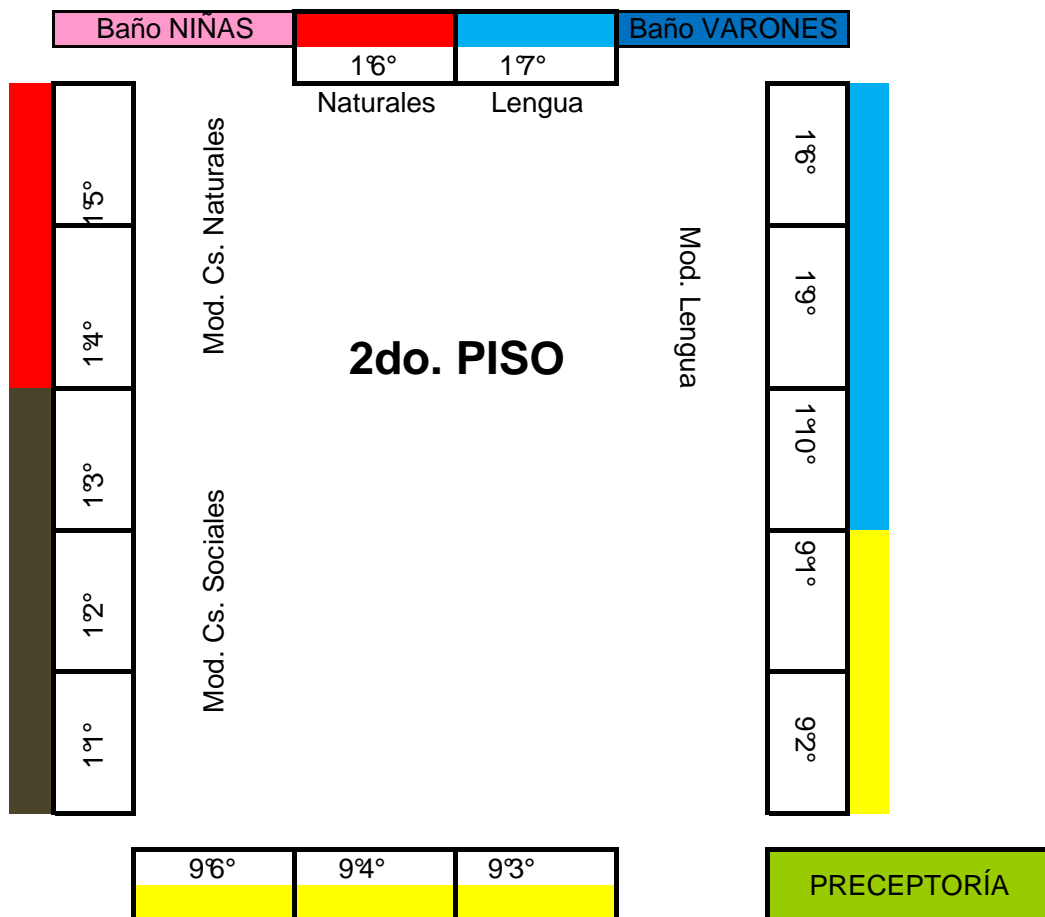 Baño NIÑAS
Baño VARONES
1°6°
1°7°
Naturales
Lengua
1°5°
1°4°
1°3°
1°2°
1°1°
Mod. Cs. Naturales
Mod. Cs. Sociales
2do. PISO
Mod. Lengua
1°6°
1°9°
1°10°
9°1°
9°2°
9°6°
9°4°
9°3°
PRECEPTORÍA